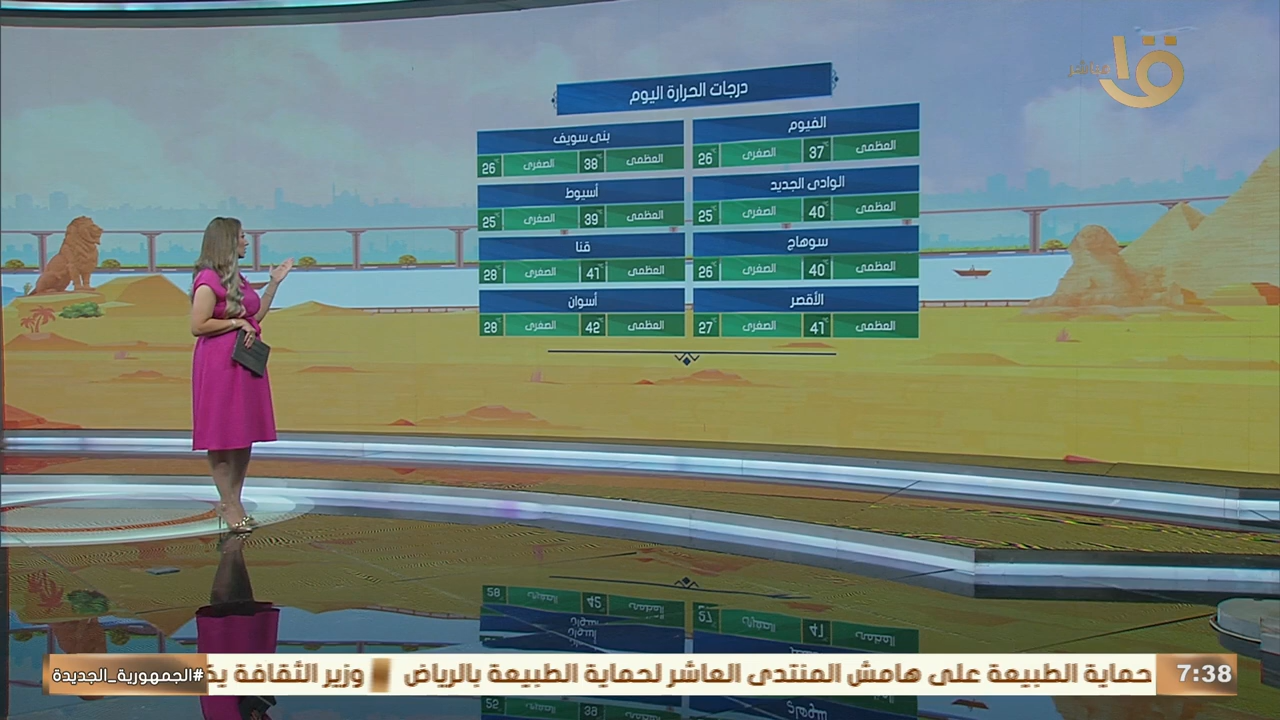 درجات الحرارة اليوم
الفيوم
العظمى 37° الصغرى 26°
بنى سويف
العظمى 38° الصغرى 26°
الوادى الجديد
العظمى 40° الصغرى 25°
أسيوط
العظمى 39° الصغرى 25°
سوهاج
العظمى 40° الصغرى 26°
قنا
العظمى 41° الصغرى 28°
الأقصر
العظمى 41° الصغرى 27°
أسوان
العظمى 42° الصغرى 28°
7:38
حماية الطبيعة على هامش المنتدى العاشر لحماية الطبيعة بالرياض
وزير الثقافة
#الجمهورية_الجديدة